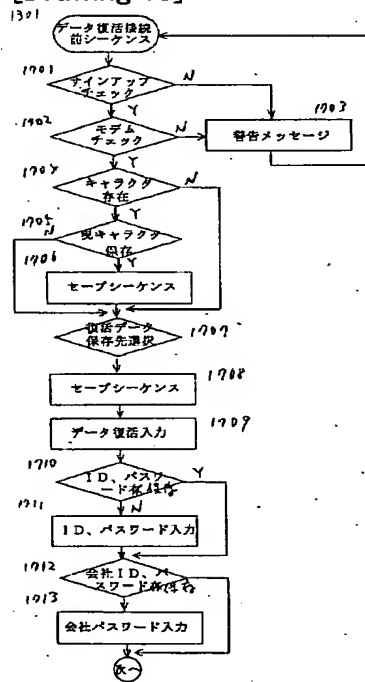 1301
データ復活接続
前シーケンス
1701
サインアップ
チェック
N
Y
1702
モデム
チェック
N
1703
警告メッセージ
Y
1704
キャラクタ
存在
N
Y
1705
N
現キャラクタ
保存
Y
1706
セーブシーケンス
復活データ
保存先選択
1707
セーブシーケンス
1708
データ復活入力
1709
1710
ID、パスワ
ード
Y
N
1711
ID、パスワード入力
1712
会社ID、パ
スワード
1713
会社パスワード入力
次へ